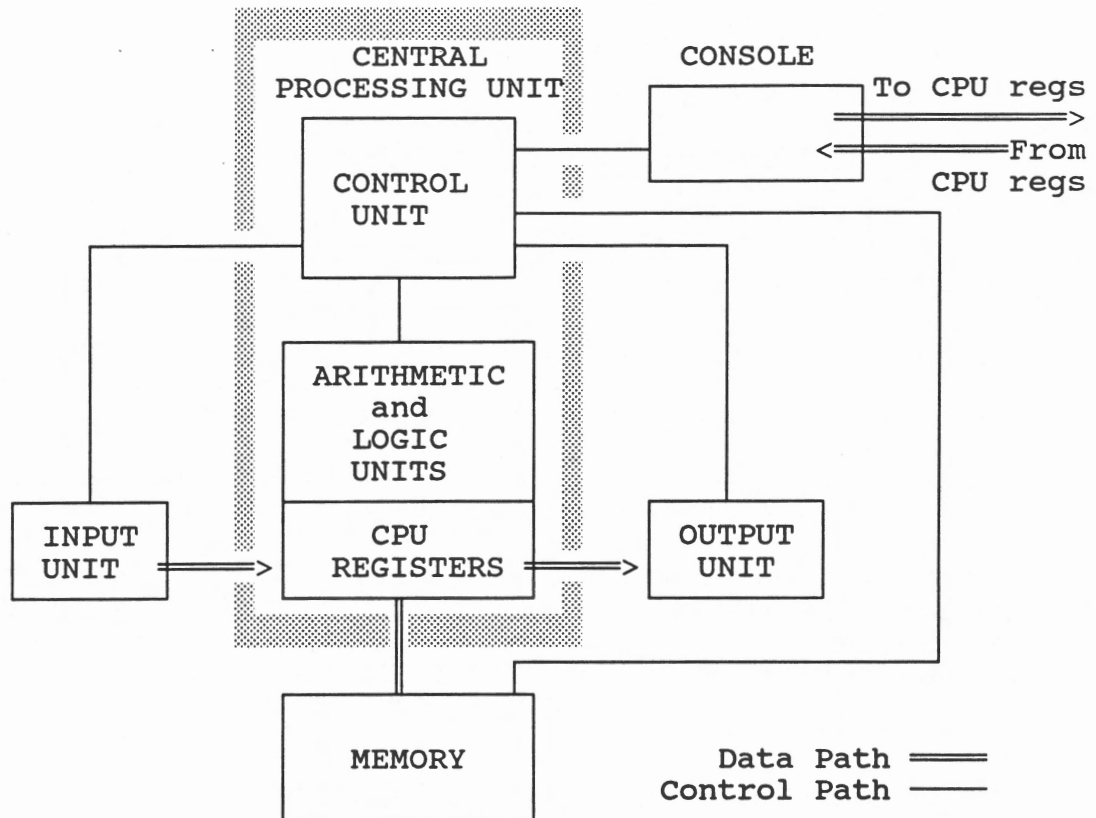 CENTRAL
PROCESSING UNIT
CONSOLE
To CPU regs
From
CPU regs
CONTROL
UNIT
ARITHMETIC
and
LOGIC
UNITS
INPUT
UNIT
CPU
REGISTERS
OUTPUT
UNIT
MEMORY
Data Path
Control Path